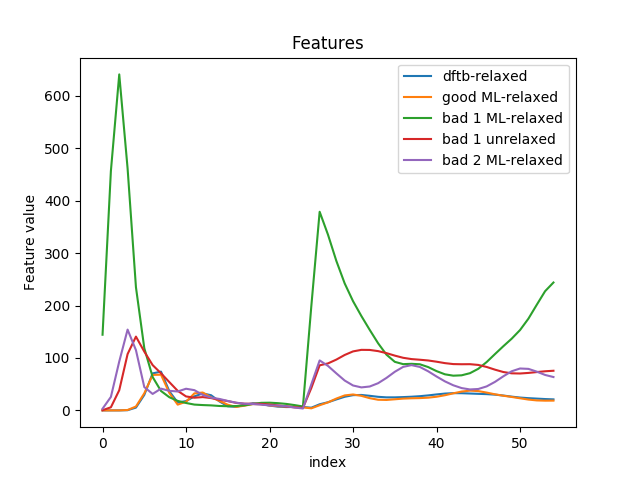 Features
dftb-relaxed
good ML-relaxed
bad 1 ML-relaxed
bad 1 unrelaxed
bad 2 ML-relaxed
Feature value
600
500
400
300
200
100
0
0 10 20 30 40 50
index